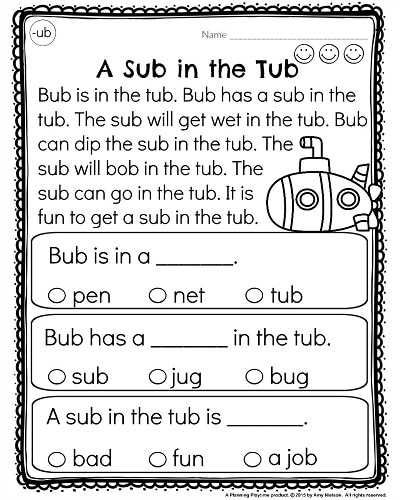 -ub
Name
A Sub in the Tub
Bub is in the tub. Bub has a sub in the
tub. The sub will get wet in the tub. Bub
can dip the sub in the tub. The
sub will bob in the tub. The
sub can go in the tub. It is
fun to get a sub in the tub.
Bub is in a _______.
O pen O net O tub
Bub has a _______ in the tub.
O sub O jug O bug
A sub in the tub is _______.
O bad O fun O a job
A Planning Playtime product. © 2015 by Amy Nielson. All rights reserved.